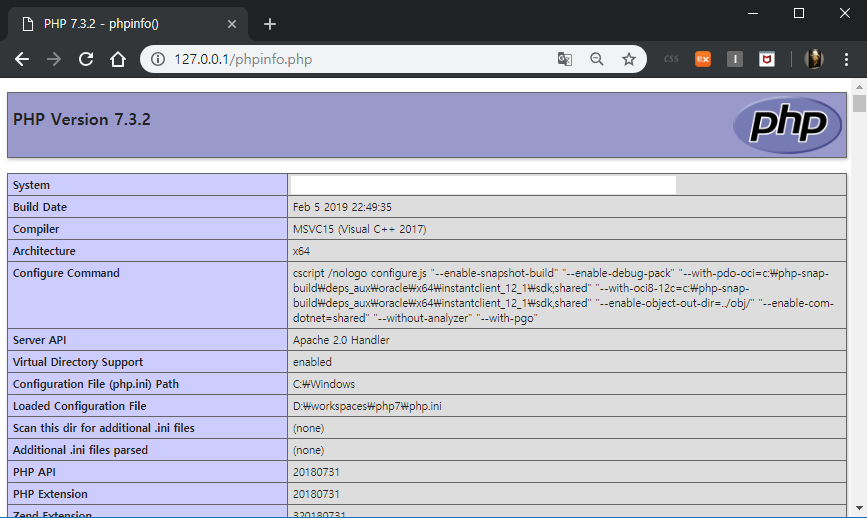 PHP 7.3.2 - phpinfo()
127.0.0.1/phpinfo.php
CSS
EX
I
PHP Version 7.3.2
php
System
Build Date Feb 5 2019 22:49:35
Compiler MSVC15 (Visual C++ 2017)
Architecture x64
Configure Command cscript /nologo configure.js "--enable-snapshot-build" "--enable-debug-pack" "--with-pdo-oci=c:₩php-snap-
build₩deps_aux₩oracle₩x64₩instantclient_12_1₩sdk,shared" "--with-oci8-12c=c:₩php-snap-
build₩deps_aux₩oracle₩x64₩instantclient_12_1₩sdk,shared" "--enable-object-out-dir=../obj/" "--enable-com-
dotnet=shared" "--without-analyzer" "--with-pgo"
Server API Apache 2.0 Handler
Virtual Directory Support enabled
Configuration File (php.ini) Path C:₩Windows
Loaded Configuration File D:₩workspaces₩php7₩php.ini
Scan this dir for additional .ini files (none)
Additional .ini files parsed (none)
PHP API 20180731
PHP Extension 20180731
Zend Extension 320180731